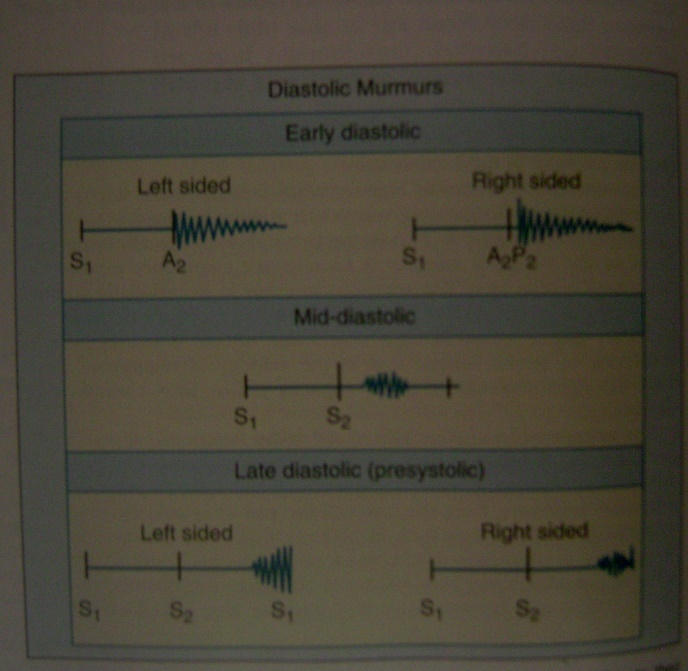 Diastolic Murmurs
Early diastolic
Left sided Right sided
S₁ A₂ S₁ A₂P₂
Mid-diastolic
S₁ S₂
Late diastolic (presystolic)
Left sided Right sided
S₁ S₂ S₁ S₁ S₂